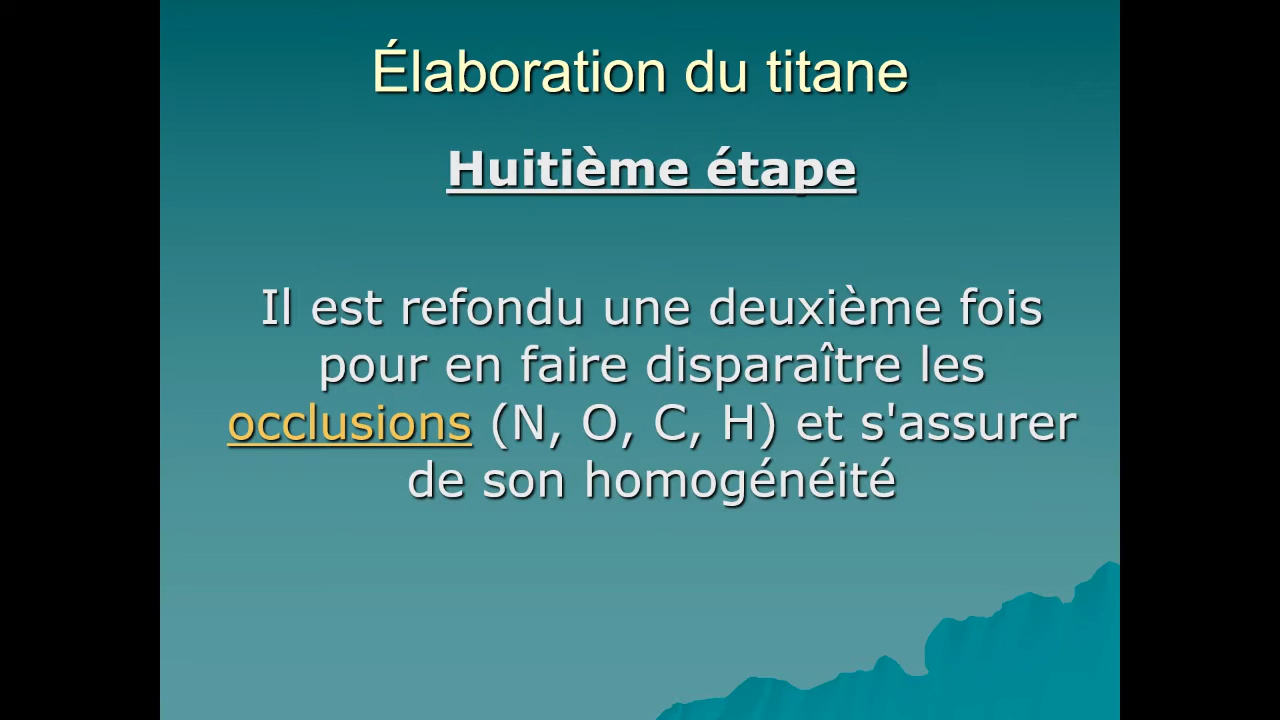 Élaboration du titane
Huitième étape
Il est refondu une deuxième fois
pour en faire disparaître les
occlusions (N, O, C, H) et s'assurer
de son homogénéité